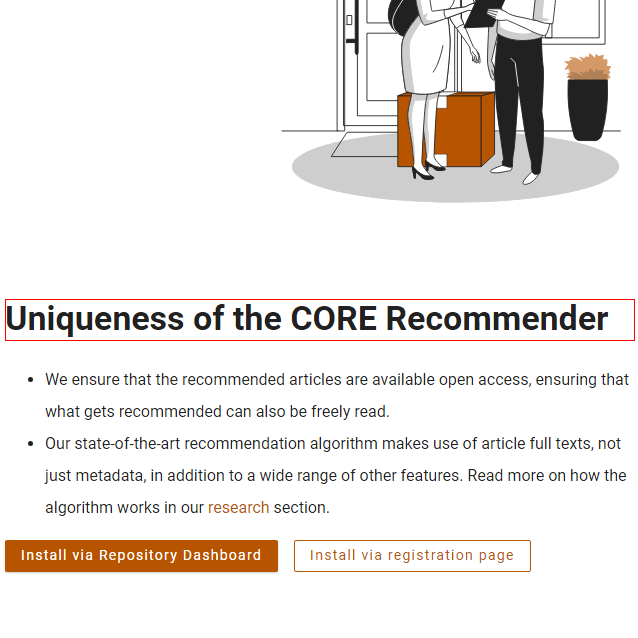 Uniqueness of the CORE Recommender
We ensure that the recommended articles are available open access, ensuring that
what gets recommended can also be freely read.
Our state-of-the-art recommendation algorithm makes use of article full texts, not
just metadata, in addition to a wide range of other features. Read more on how the
algorithm works in our research section.
Install via Repository Dashboard
Install via registration page